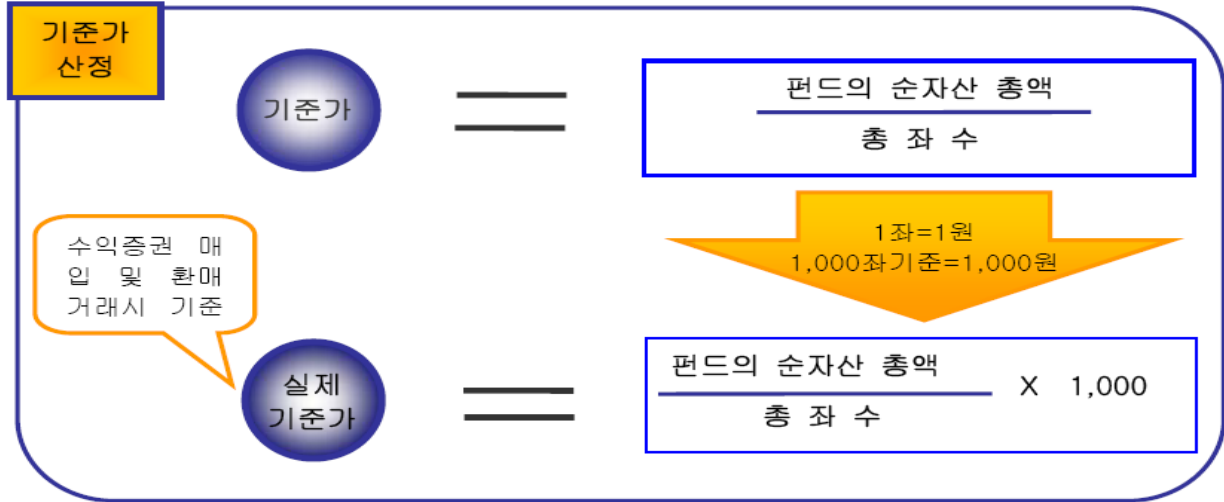 기준가
산정
기준가
펀드의 순자산 총액
총 좌 수
1좌=1원
1,000좌기준=1,000원
수익증권 매
입 및 환매
거래시 기준
실제
기준가
펀드의 순자산 총액
총 좌 수
X 1,000